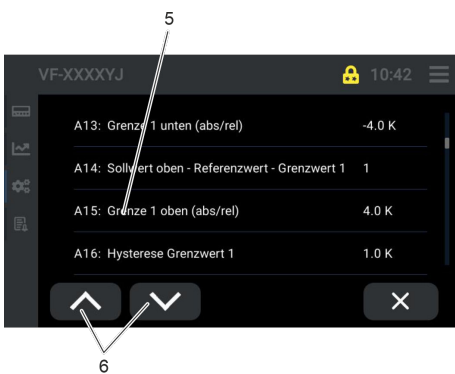 5
VF-XXXXYJ
10:42
A13: Grenze 1 unten (abs/rel) -4.0 K
A14: Sollwert oben - Referenzwert - Grenzwert 1 1
A15: Grenze 1 oben (abs/rel) 4.0 K
A16: Hysterese Grenzwert 1 1.0 K
6